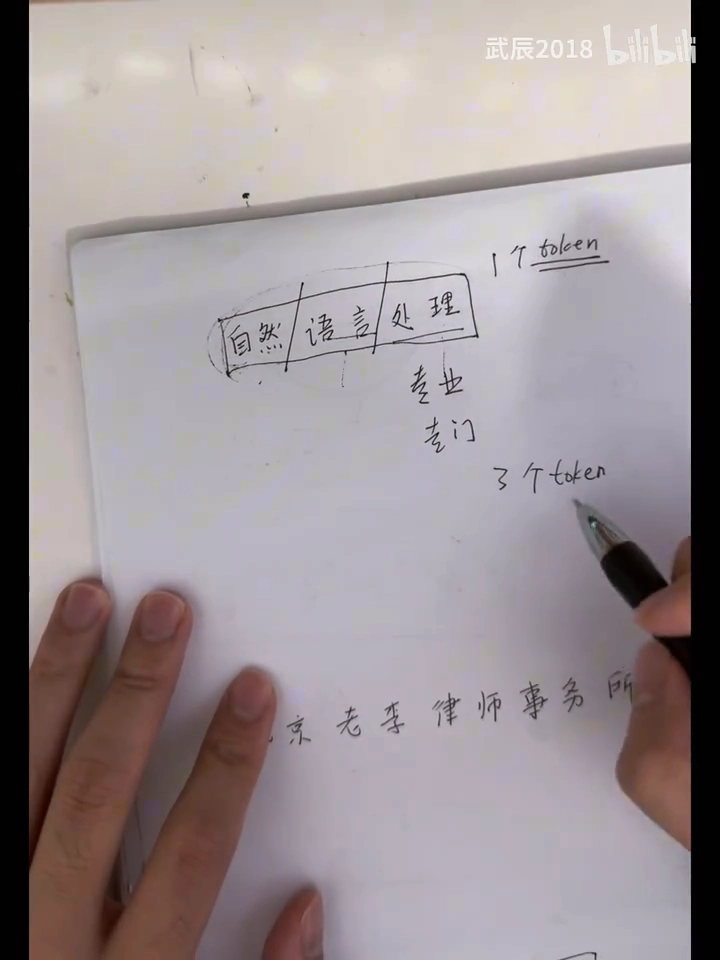 武辰2018 bilibili
1个token
自然 语言 处理
专业
专门
3个token
京老李律师事务所